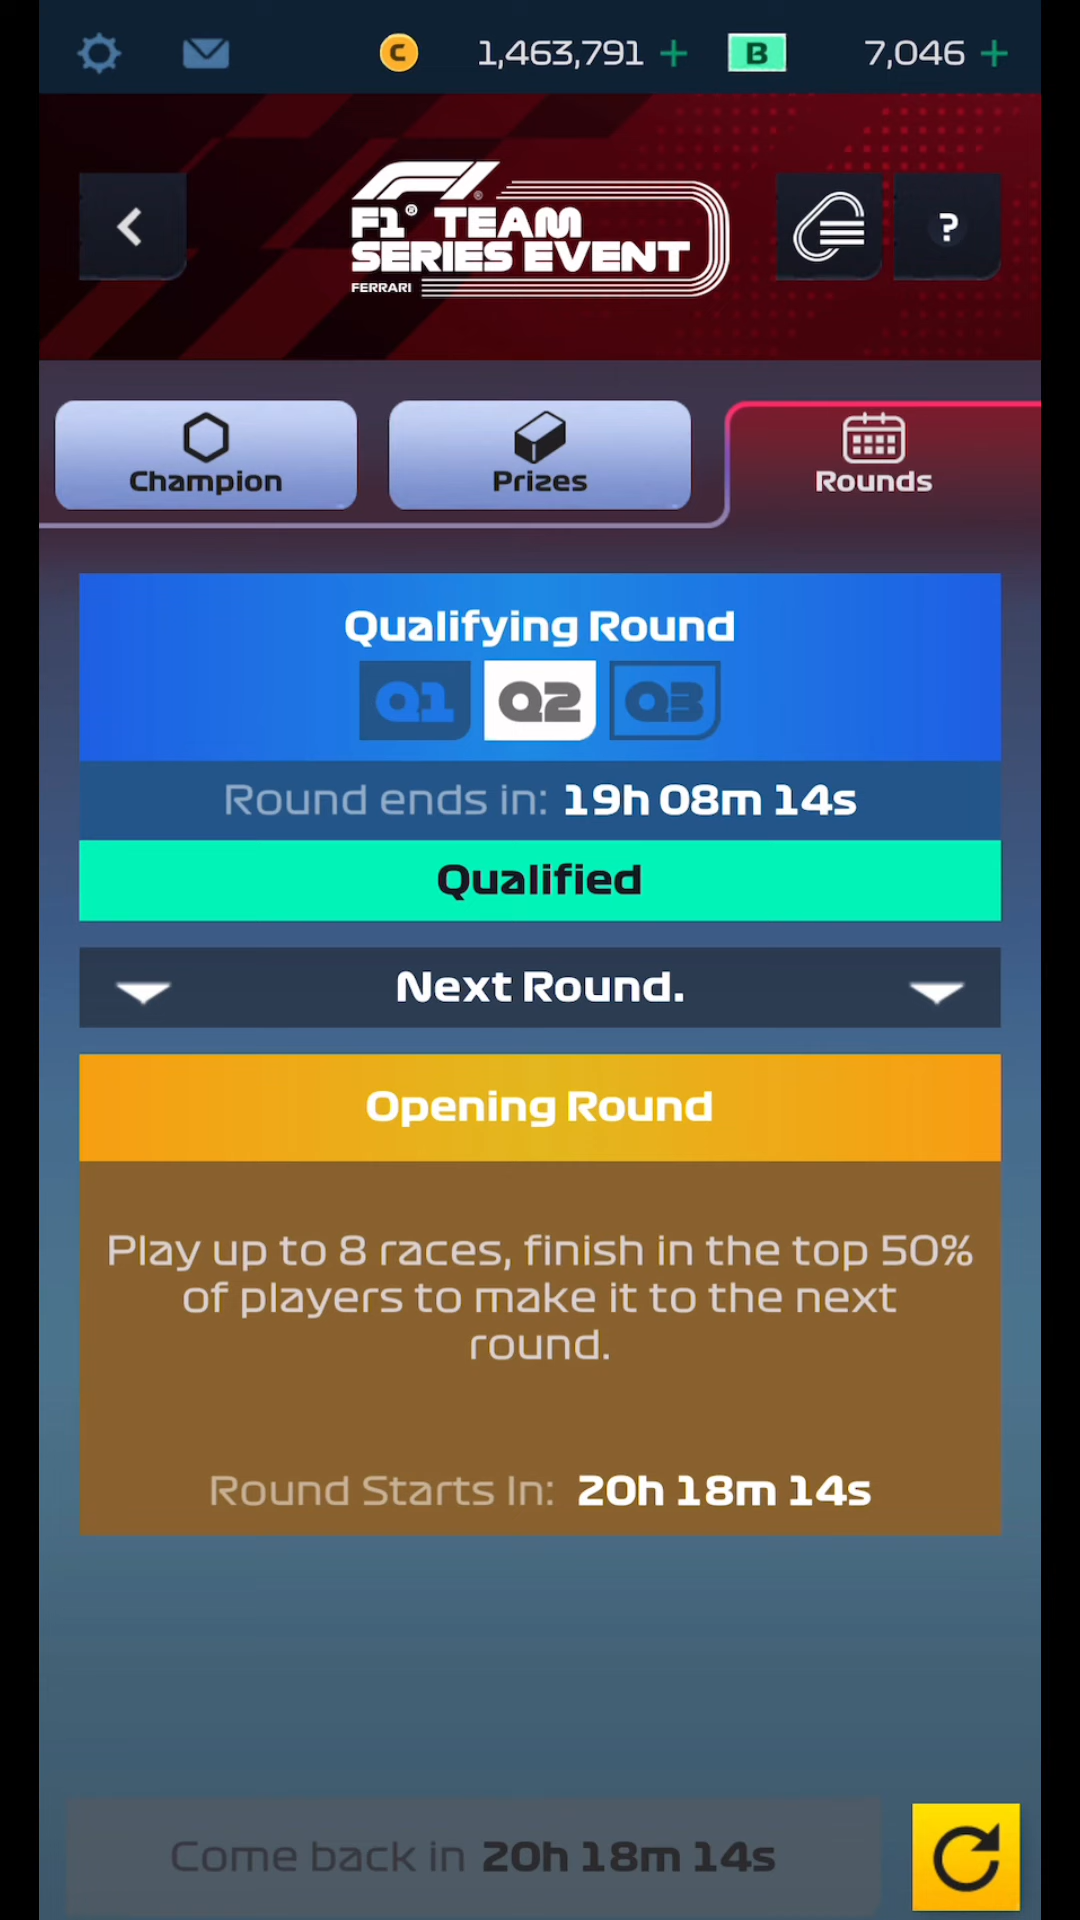 C 1,463,791 + B 7,046 +
F1® TEAM
SERIES EVENT
FERRARI
?
Champion
Prizes
Rounds
Qualifying Round
Q1 Q2 Q3
Round ends in: 19h 08m 14s
Qualified
Next Round.
Opening Round
Play up to 8 races, finish in the top 50%
of players to make it to the next
round.
Round Starts In: 20h 18m 14s
Come back in 20h 18m 14s